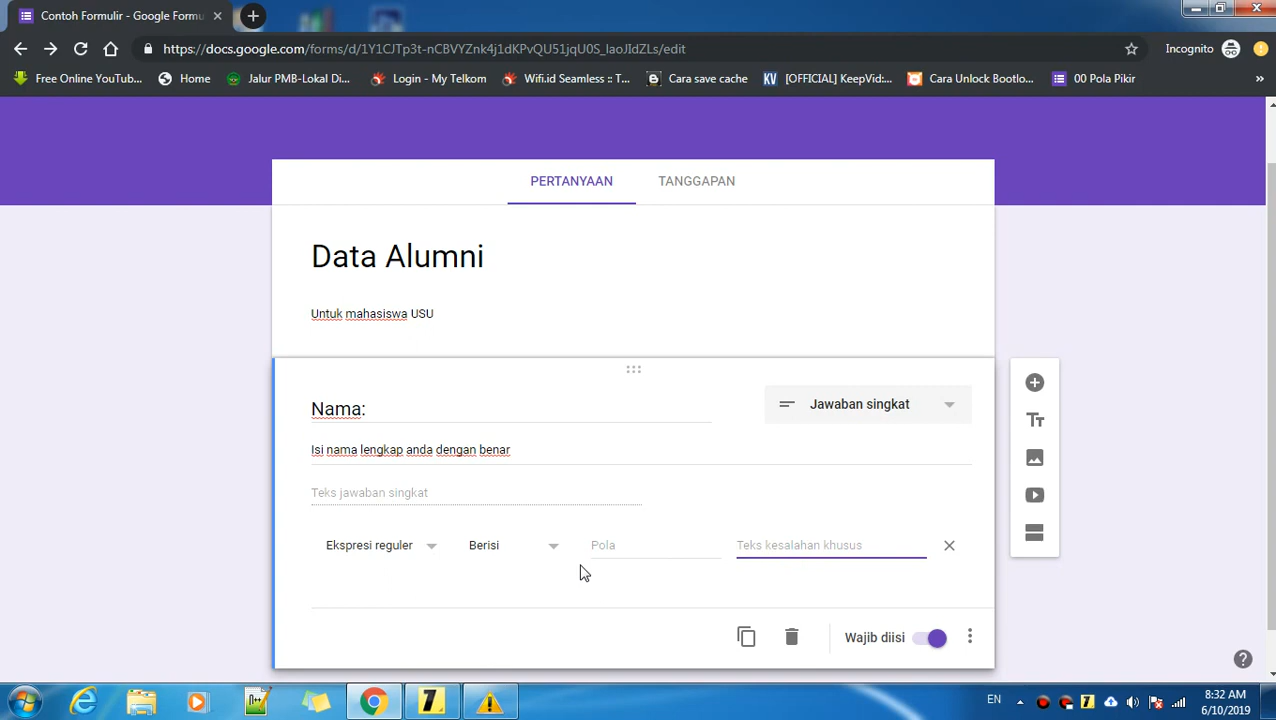 Contoh Formulir - Google Formu
https://docs.google.com/forms/d/1Y1CJTp3t-nCBVYZnk4j1dKPvQU51jqU0S_laoJIdZLs/edit
Incognito
Free Online YouTub...
Home
Jalur PMB-Lokal Di...
Login - My Telkom
Wifi.id Seamless :: T...
Cara save cache
KV
[OFFICIAL] KeepVid:...
Cara Unlock Bootlo...
00 Pola Pikir
»
PERTANYAAN
TANGGAPAN
Data Alumni
Untuk mahasiswa USU
Nama:
Jawaban singkat
Isi nama lengkap anda dengan benar
Teks jawaban singkat
Ekspresi reguler
Berisi
Pola
Teks kesalahan khusus
Wajib diisi
EN
8:32 AM
6/10/2019